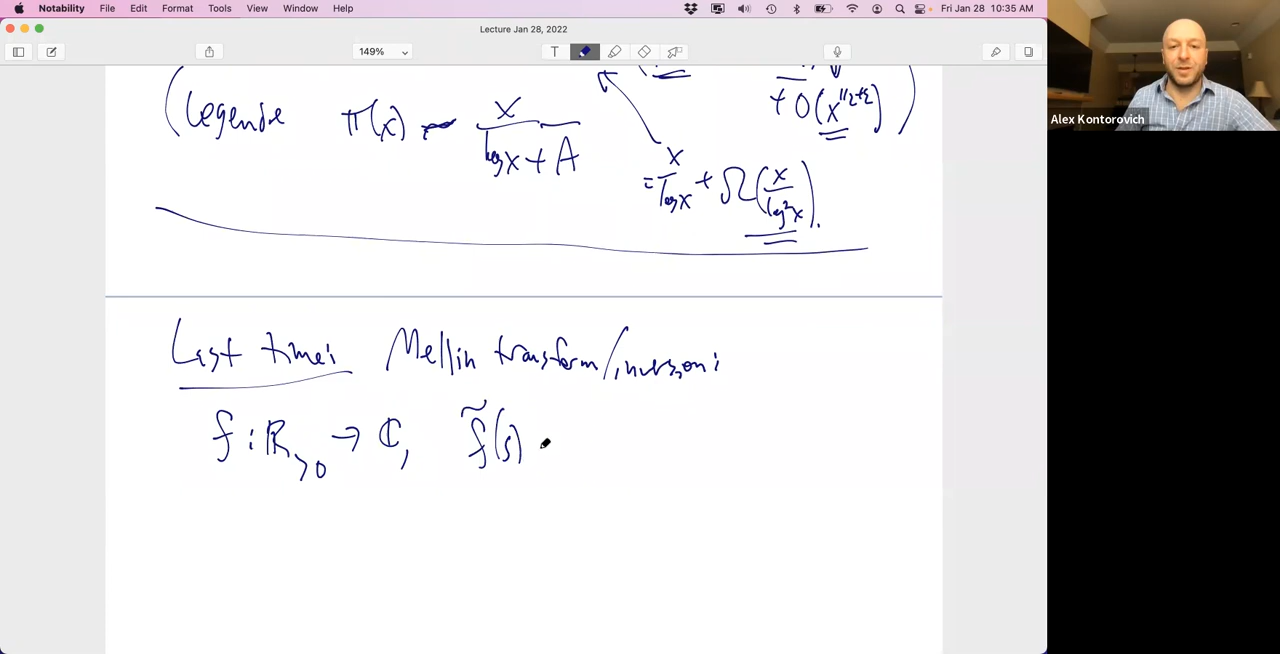 Notability File Edit Format Tools View Window Help Fri Jan 28 10:35 AM
Lecture Jan 28, 2022
149% T
Alex Kontorovich
(Legendre π(x) ~ x / (log x + A)
+ O(x^{1/2+ε}))
= x / log x + Ω(x / log² x).
Last time: Mellin transform/inversion:
f : ℝ_{>0} → ℂ, f̃(s)